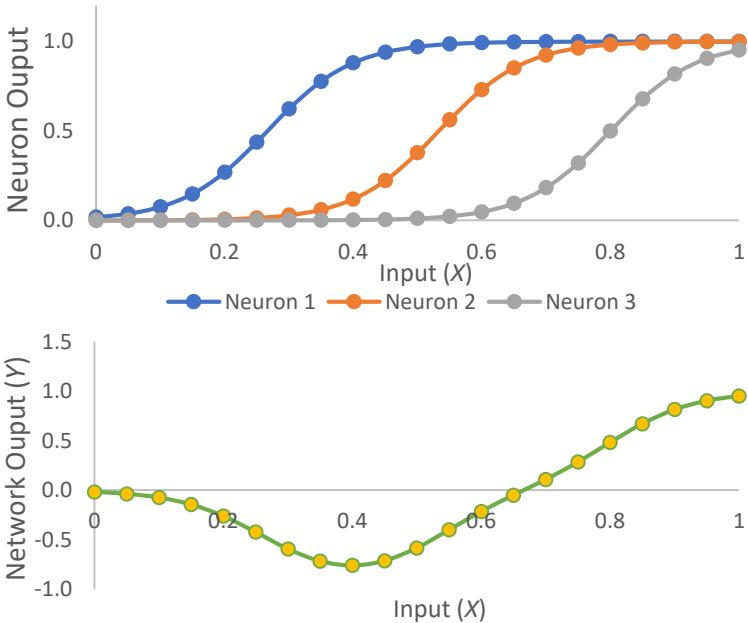 Neuron Ouput
1.0
0.5
0.0
0 0.2 0.4 0.6 0.8 1
Input (X)
Neuron 1 Neuron 2 Neuron 3
Network Ouput (Y)
1.5
1.0
0.5
0.0
-0.5
-1.0
0 0.2 0.4 0.6 0.8 1
Input (X)